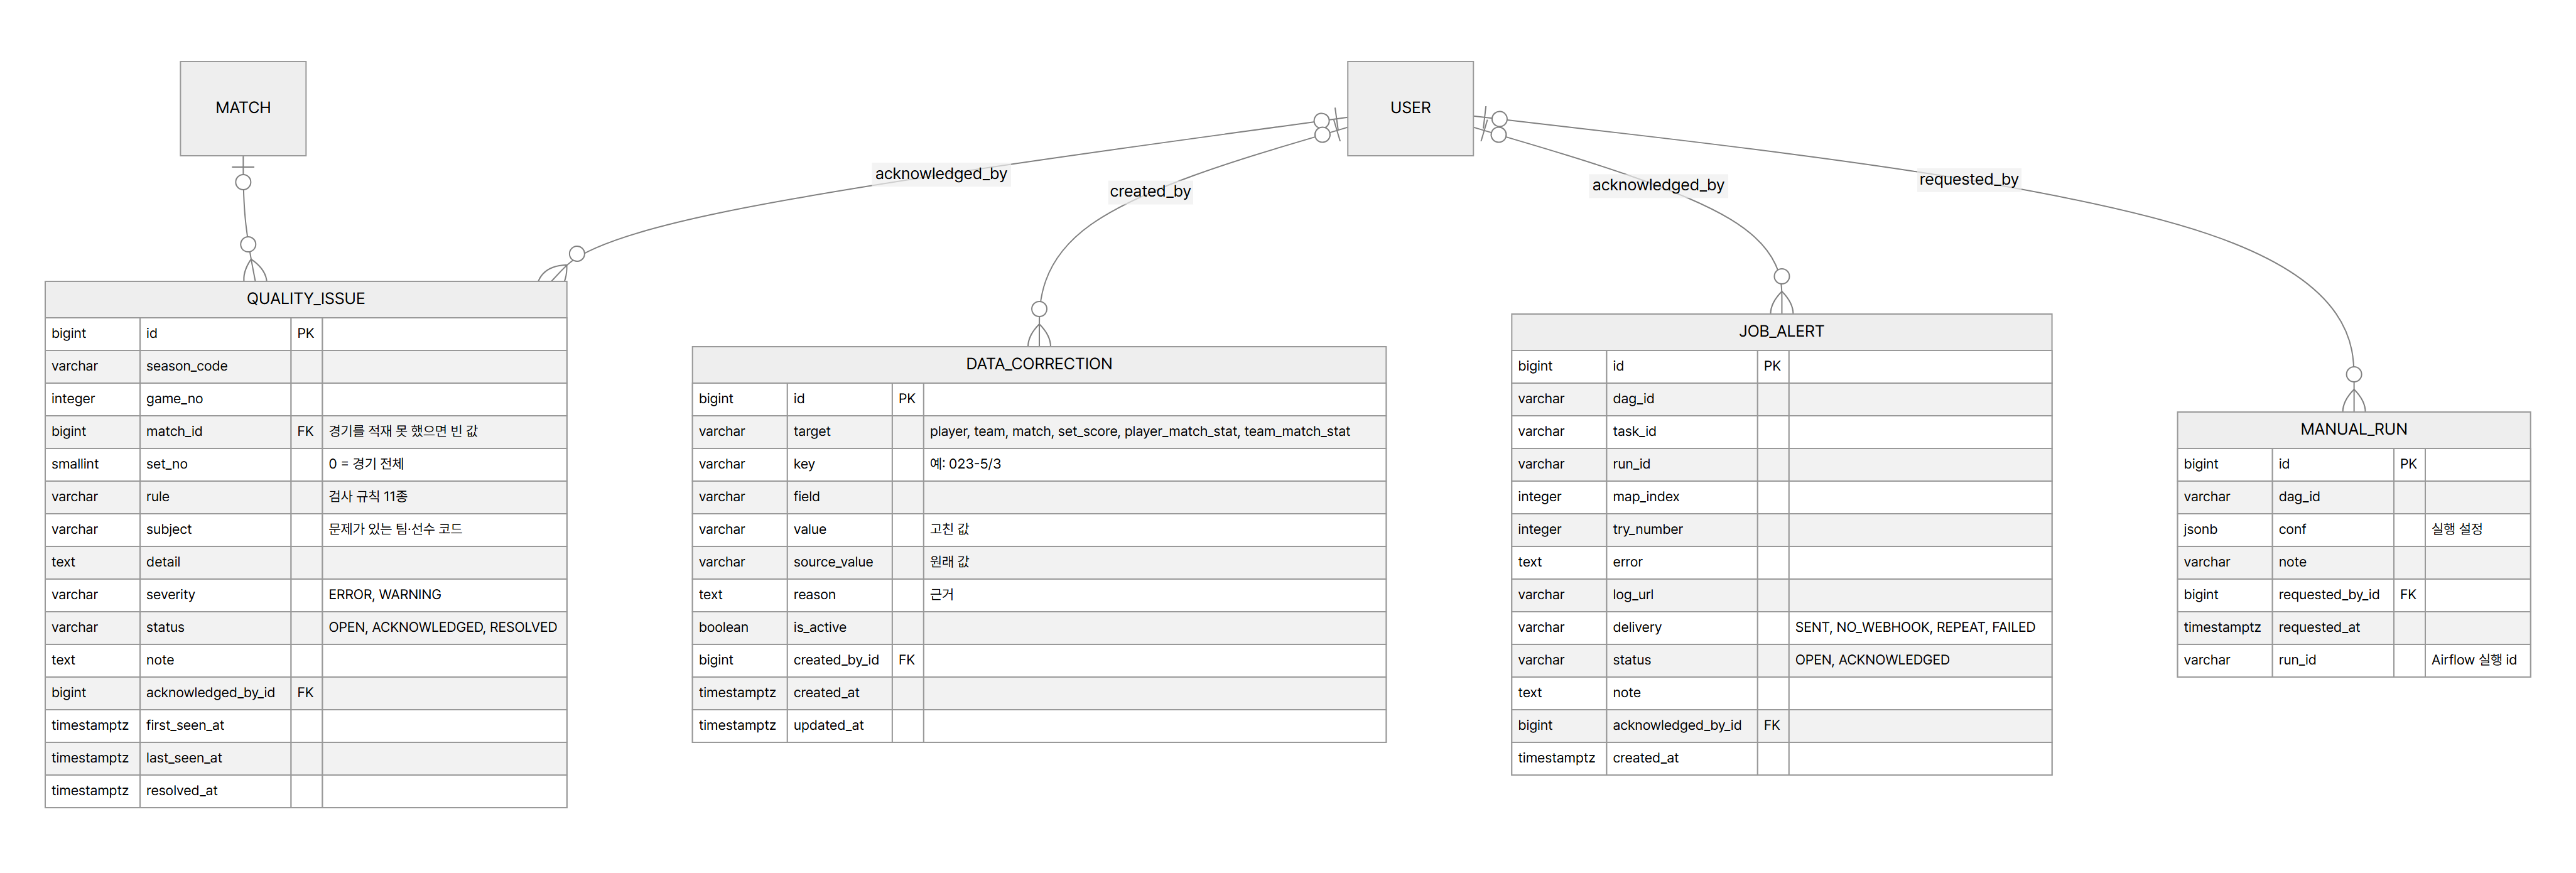 MATCH
USER
acknowledged_by
created_by
acknowledged_by
requested_by
QUALITY_ISSUE
bigint id PK
varchar season_code
integer game_no
bigint match_id FK 경기를 적재 못 했으면 빈 값
smallint set_no 0 = 경기 전체
varchar rule 검사 규칙 11종
varchar subject 문제가 있는 팀·선수 코드
text detail
varchar severity ERROR, WARNING
varchar status OPEN, ACKNOWLEDGED, RESOLVED
text note
bigint acknowledged_by_id FK
timestamptz first_seen_at
timestamptz last_seen_at
timestamptz resolved_at
DATA_CORRECTION
bigint id PK
varchar target player, team, match, set_score, player_match_stat, team_match_stat
varchar key 예: 023-5/3
varchar field
varchar value 고친 값
varchar source_value 원래 값
text reason 근거
boolean is_active
bigint created_by_id FK
timestamptz created_at
timestamptz updated_at
JOB_ALERT
bigint id PK
varchar dag_id
varchar task_id
varchar run_id
integer map_index
integer try_number
text error
varchar log_url
varchar delivery SENT, NO_WEBHOOK, REPEAT, FAILED
varchar status OPEN, ACKNOWLEDGED
text note
bigint acknowledged_by_id FK
timestamptz created_at
MANUAL_RUN
bigint id PK
varchar dag_id
jsonb conf 실행 설정
varchar note
bigint requested_by_id FK
timestamptz requested_at
varchar run_id Airflow 실행 id